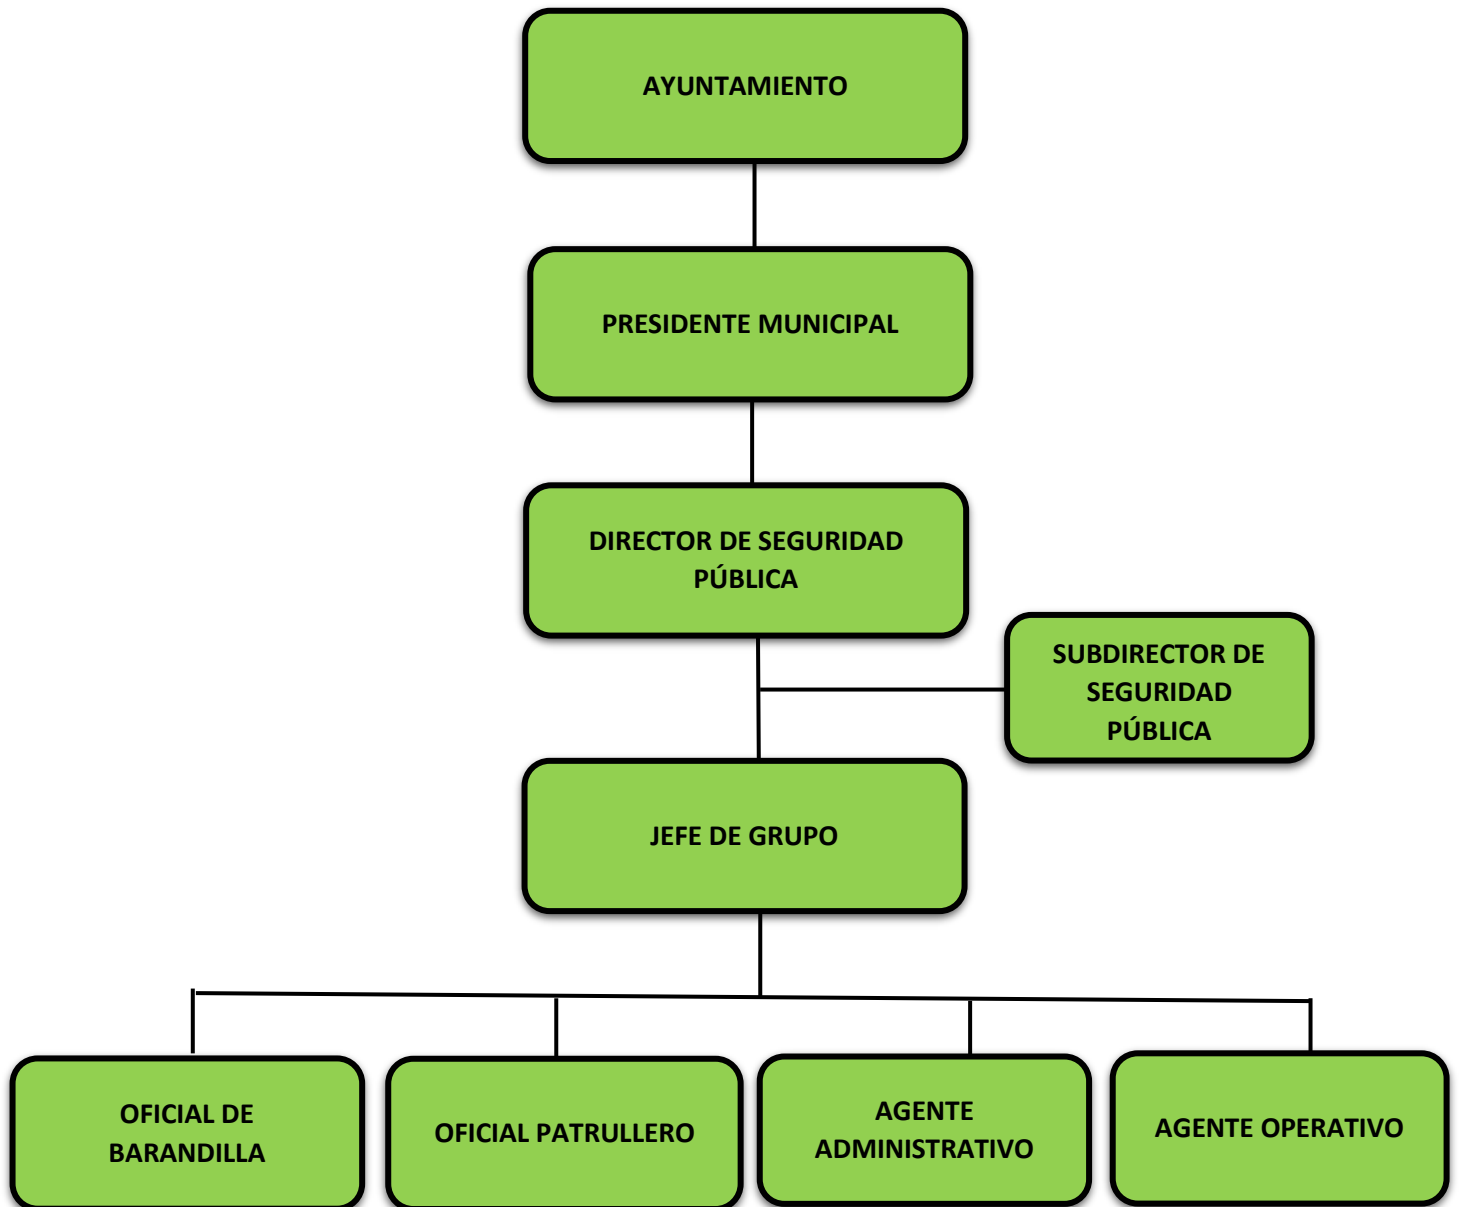 AYUNTAMIENTO
PRESIDENTE MUNICIPAL
DIRECTOR DE SEGURIDAD
PÚBLICA
SUBDIRECTOR DE
SEGURIDAD
PÚBLICA
JEFE DE GRUPO
OFICIAL DE
BARANDILLA
OFICIAL PATRULLERO
AGENTE
ADMINISTRATIVO
AGENTE OPERATIVO